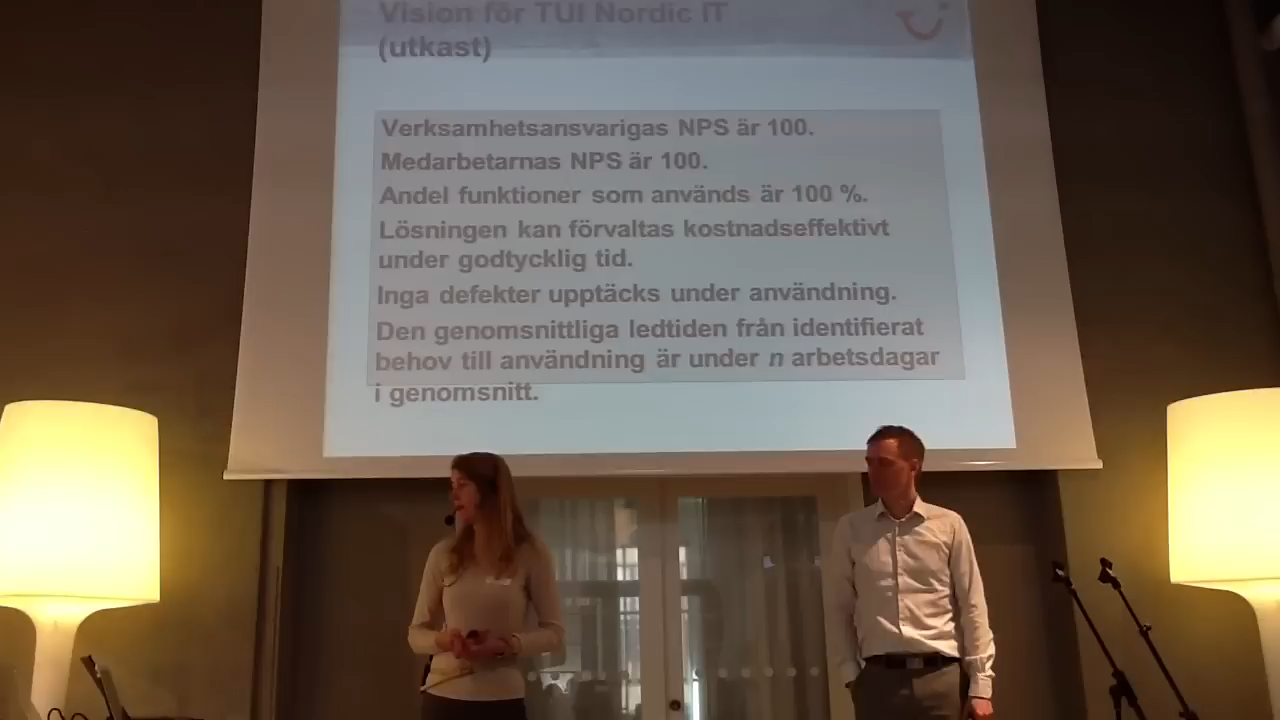 Vision för TUI Nordic IT
(utkast)
Verksamhetsansvarigas NPS är 100.
Medarbetarnas NPS är 100.
Andel funktioner som används är 100 %.
Lösningen kan förvaltas kostnadseffektivt
under godtycklig tid.
Inga defekter upptäcks under användning.
Den genomsnittliga ledtiden från identifierat
behov till användning är under n arbetsdagar
i genomsnitt.